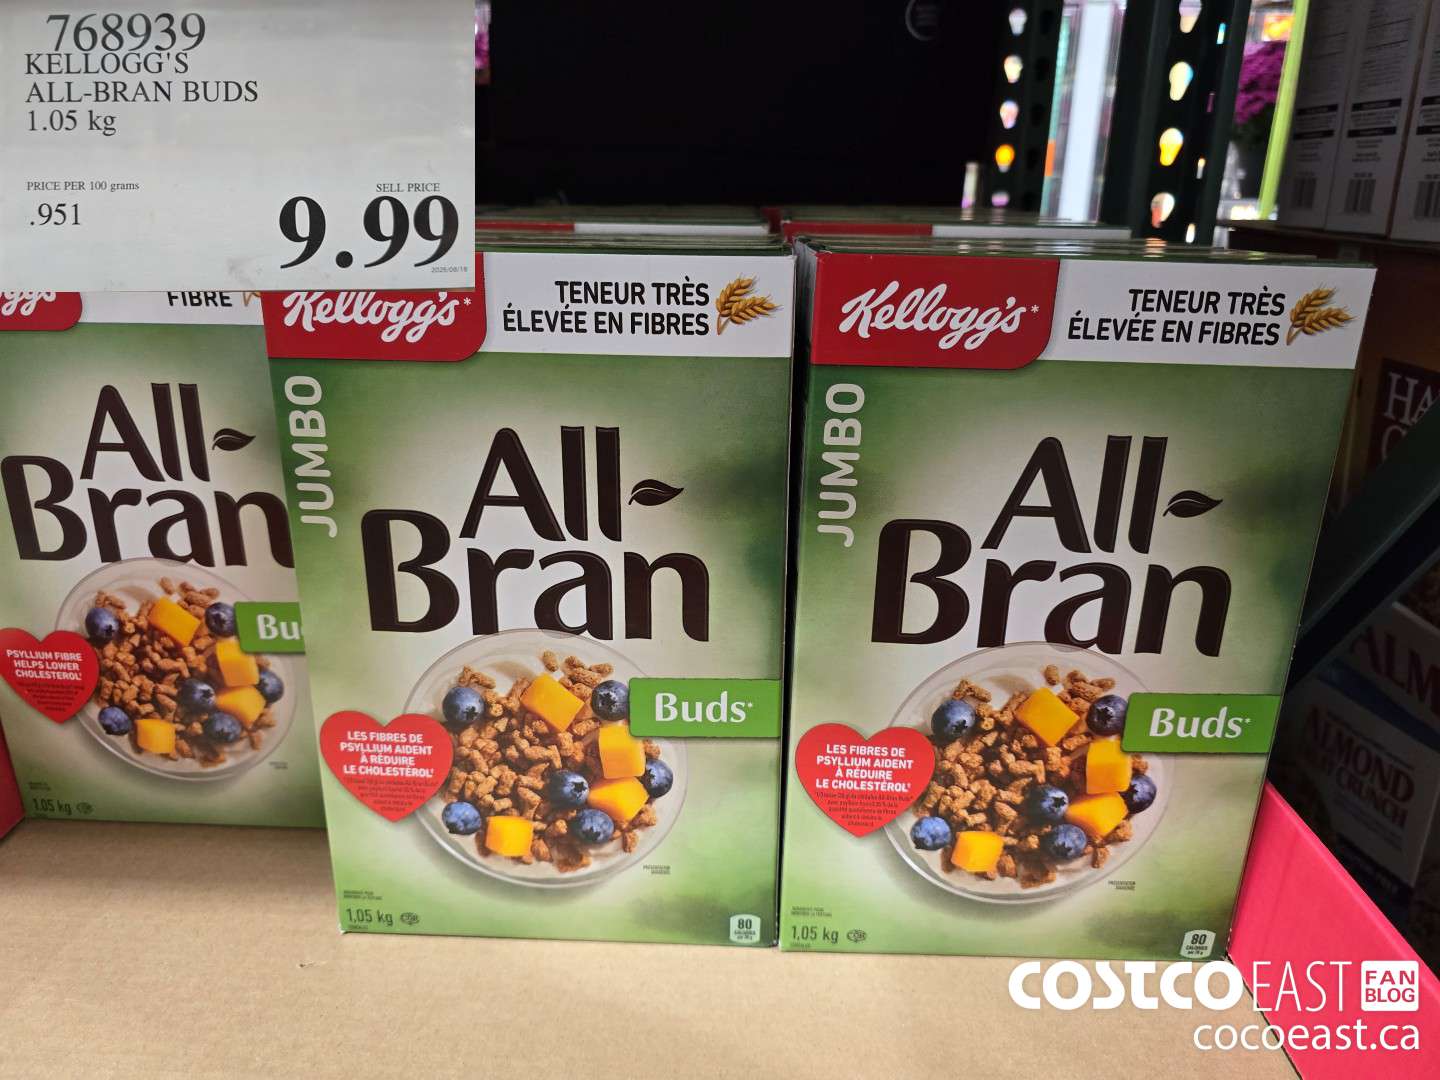 768939
KELLOGG'S
ALL-BRAN BUDS
1.05 kg
PRICE PER 100 grams
.951
SELL PRICE
9.99
FIBRE
All-
Bran
PSYLLIUM FIBRE
HELPS LOWER
CHOLESTEROL
1.05 kg
Kellogg's*
TENEUR TRÈS
ÉLEVÉE EN FIBRES
JUMBO
All-
Bran
Buds*
LES FIBRES DE
PSYLLIUM AIDENT
À RÉDUIRE
LE CHOLESTÉROL
1,05 kg
80
CALORIES
Kellogg's*
TENEUR TRÈS
ÉLEVÉE EN FIBRES
JUMBO
All-
Bran
Buds*
LES FIBRES DE
PSYLLIUM AIDENT
À RÉDUIRE
LE CHOLESTÉROL
1,05 kg
80
CALORIES
COSTCO EAST FAN BLOG
cocoeast.ca